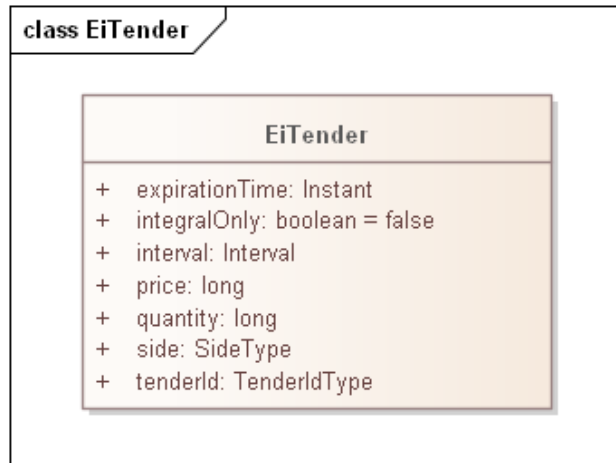 class EiTender
EiTender
+ expirationTime: Instant
+ integralOnly: boolean = false
+ interval: Interval
+ price: long
+ quantity: long
+ side: SideType
+ tenderId: TenderIdType